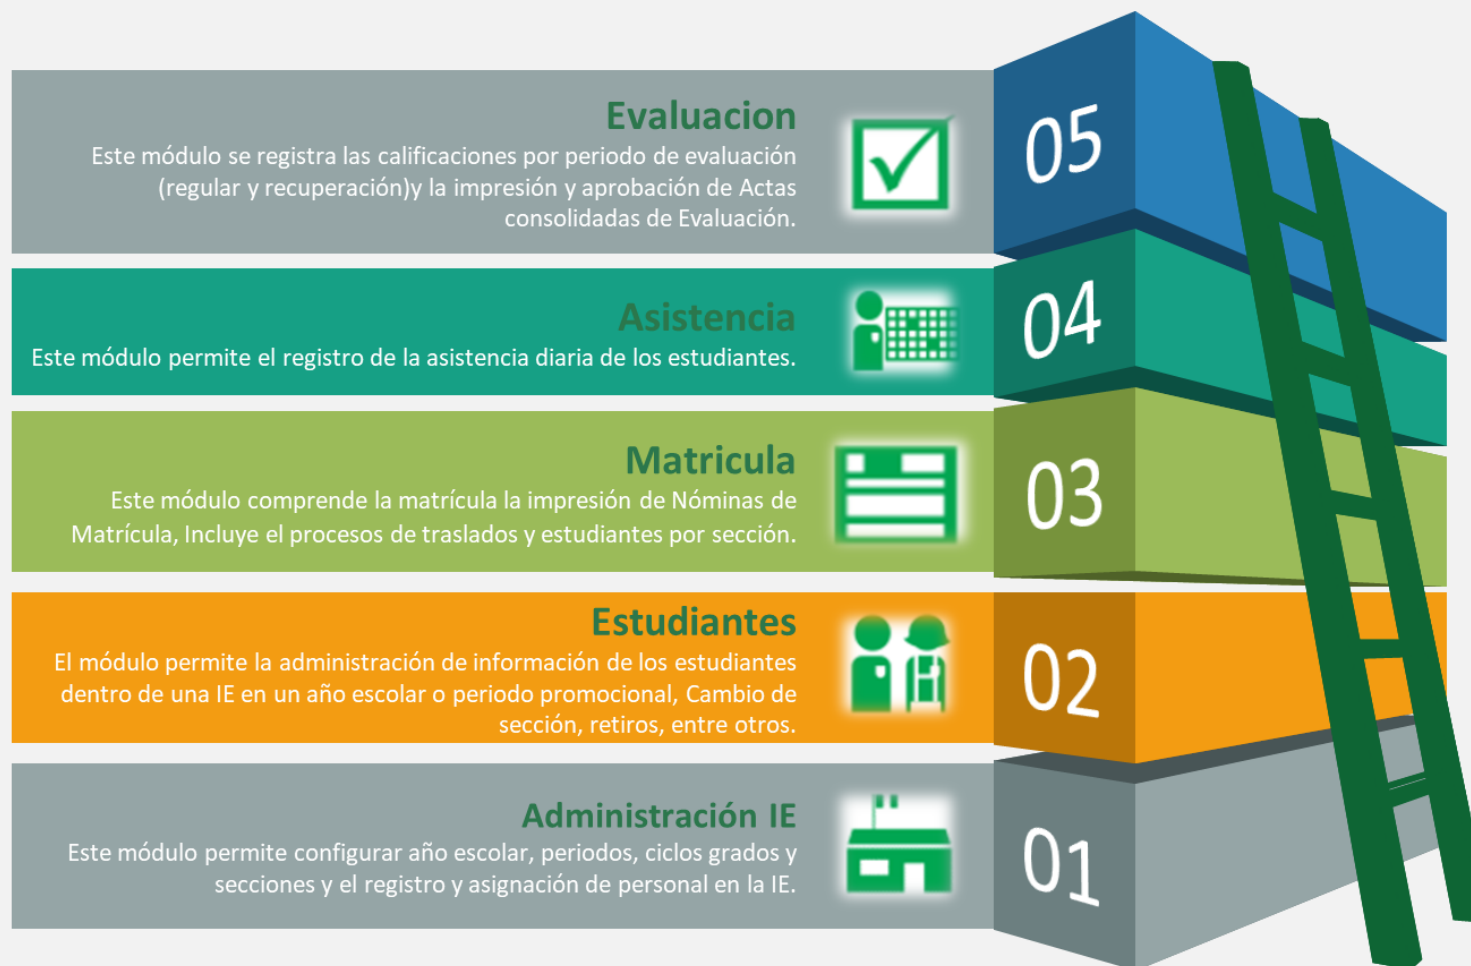 Evaluacion
Este módulo se registra las calificaciones por periodo de evaluación
(regular y recuperación)y la impresión y aprobación de Actas
consolidadas de Evaluación.
05
Asistencia
Este módulo permite el registro de la asistencia diaria de los estudiantes.
04
Matricula
Este módulo comprende la matrícula la impresión de Nóminas de
Matrícula, Incluye el procesos de traslados y estudiantes por sección.
03
Estudiantes
El módulo permite la administración de información de los estudiantes
dentro de una IE en un año escolar o periodo promocional, Cambio de
sección, retiros, entre otros.
02
Administración IE
Este módulo permite configurar año escolar, periodos, ciclos grados y
secciones y el registro y asignación de personal en la IE.
01